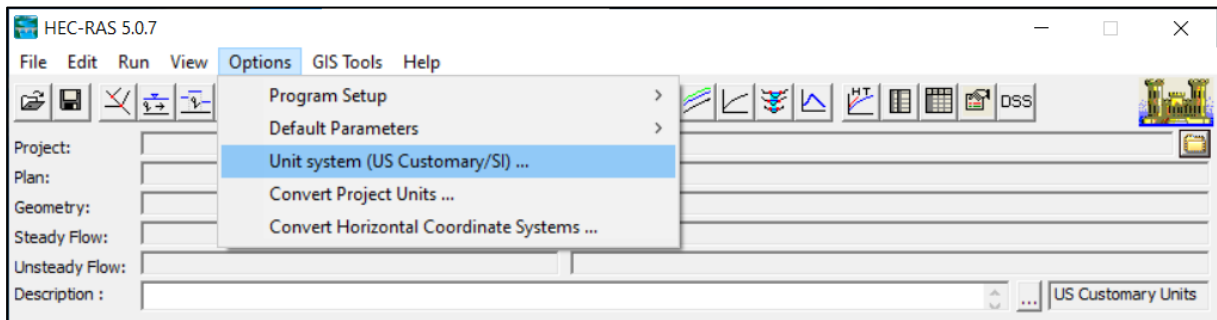 HEC-RAS 5.0.7
File Edit Run View Options GIS Tools Help
Program Setup
Default Parameters
Unit system (US Customary/SI) ...
Convert Project Units ...
Convert Horizontal Coordinate Systems ...
HT
DSS
Project:
Plan:
Geometry:
Steady Flow:
Unsteady Flow:
Description :
...
US Customary Units